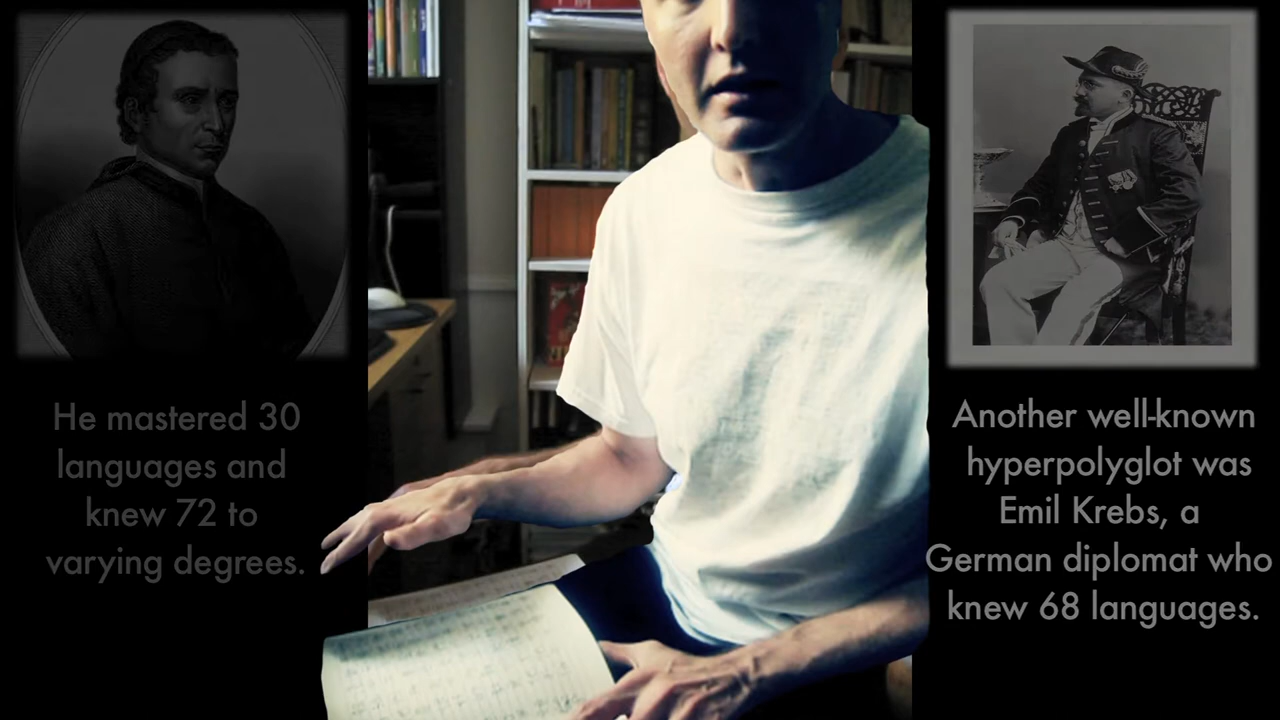 He mastered 30
languages and
knew 72 to
varying degrees.
Another well-known
hyperpolyglot was
Emil Krebs, a
German diplomat who
knew 68 languages.